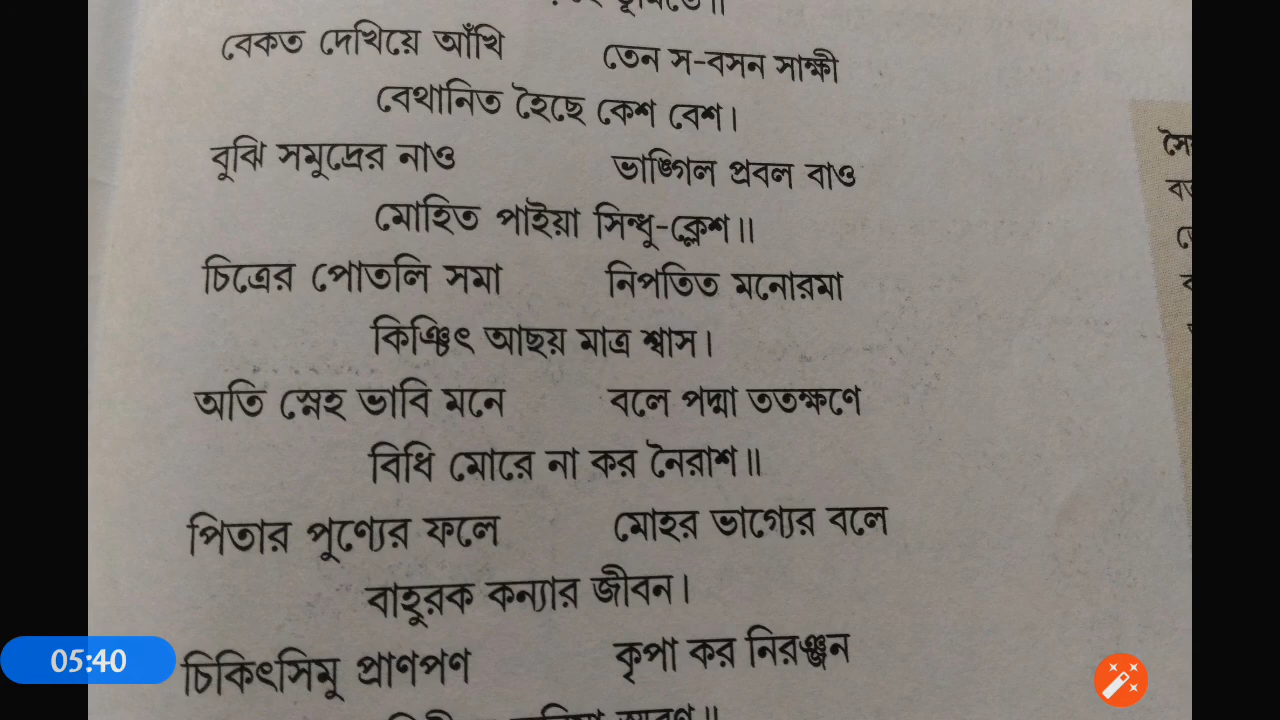 বেকত দেখিয়ে আঁখি তেন স-বসন সাক্ষী
বেথানিত হৈছে কেশ বেশ।
বুঝি সমুদ্রের নাও ভাঙ্গিল প্রবল বাও
মোহিত পাইয়া সিন্ধু-ক্লেশ॥
চিত্রের পোতলি সমা নিপতিত মনোরমা
কিঞ্চিৎ আছয় মাত্র শ্বাস।
অতি স্নেহ ভাবি মনে বলে পদ্মা ততক্ষণে
বিধি মোরে না কর নৈরাশ॥
পিতার পুণ্যের ফলে মোহর ভাগ্যের বলে
বাহুরক কন্যার জীবন।
চিকিৎসিমু প্রাণপণ কৃপা কর নিরঞ্জন
05:40